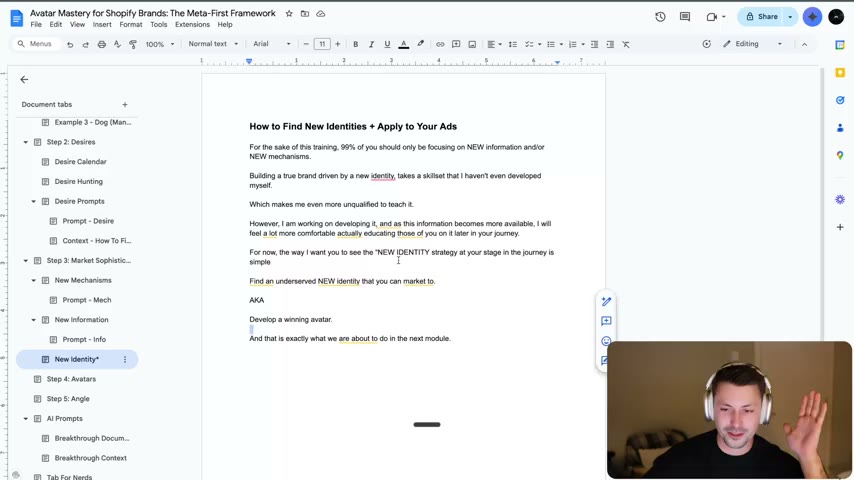 Avatar Mastery for Shopify Brands: The Meta-First Framework
File Edit View Insert Format Tools Extensions Help
Share
Menus 100% Normal text Arial 11 Editing
B I U A
1 1 2 3 4 5 6 7
Document tabs
Example 3 - Dog (Man...
Step 2: Desires
Desire Calendar
Desire Hunting
Desire Prompts
Prompt - Desire
Context - How To Fi...
Step 3: Market Sophistic...
New Mechanisms
Prompt - Mech
New Information
Prompt - Info
New Identity*
Step 4: Avatars
Step 5: Angle
AI Prompts
Breakthrough Docum...
Breakthrough Context
Tab For Nerds
How to Find New Identities + Apply to Your Ads
For the sake of this training, 99% of you should only be focusing on NEW information and/or
NEW mechanisms.
Building a true brand driven by a new identity, takes a skillset that I haven't even developed
myself.
Which makes me even more unqualified to teach it.
However, I am working on developing it, and as this information becomes more available, I will
feel a lot more comfortable actually educating those of you on it later in your journey.
For now, the way I want you to see the "NEW IDENTITY strategy at your stage in the journey is
simple
Find an underserved NEW identity that you can market to.
AKA
Develop a winning avatar.
And that is exactly what we are about to do in the next module.